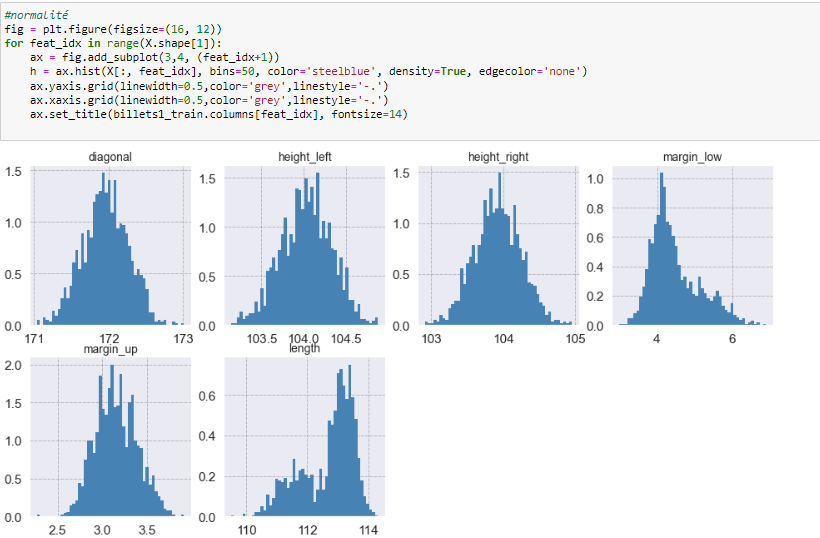 #normalité
fig = plt.figure(figsize=(16, 12))
for feat_idx in range(X.shape[1]):
    ax = fig.add_subplot(3,4, (feat_idx+1))
    h = ax.hist(X[:, feat_idx], bins=50, color='steelblue', density=True, edgecolor='none')
    ax.yaxis.grid(linewidth=0.5,color='grey',linestyle='-.')
    ax.xaxis.grid(linewidth=0.5,color='grey',linestyle='-.')
    ax.set_title(billets1_train.columns[feat_idx], fontsize=14)
diagonal
1.5
1.0
0.5
0.0
171 172 173
height_left
1.5
1.0
0.5
0.0
103.5 104.0 104.5
height_right
1.5
1.0
0.5
0.0
103 104 105
margin_low
1.0
0.8
0.6
0.4
0.2
0.0
4 6
margin_up
2.0
1.5
1.0
0.5
0.0
2.5 3.0 3.5
length
0.6
0.4
0.2
0.0
110 112 114